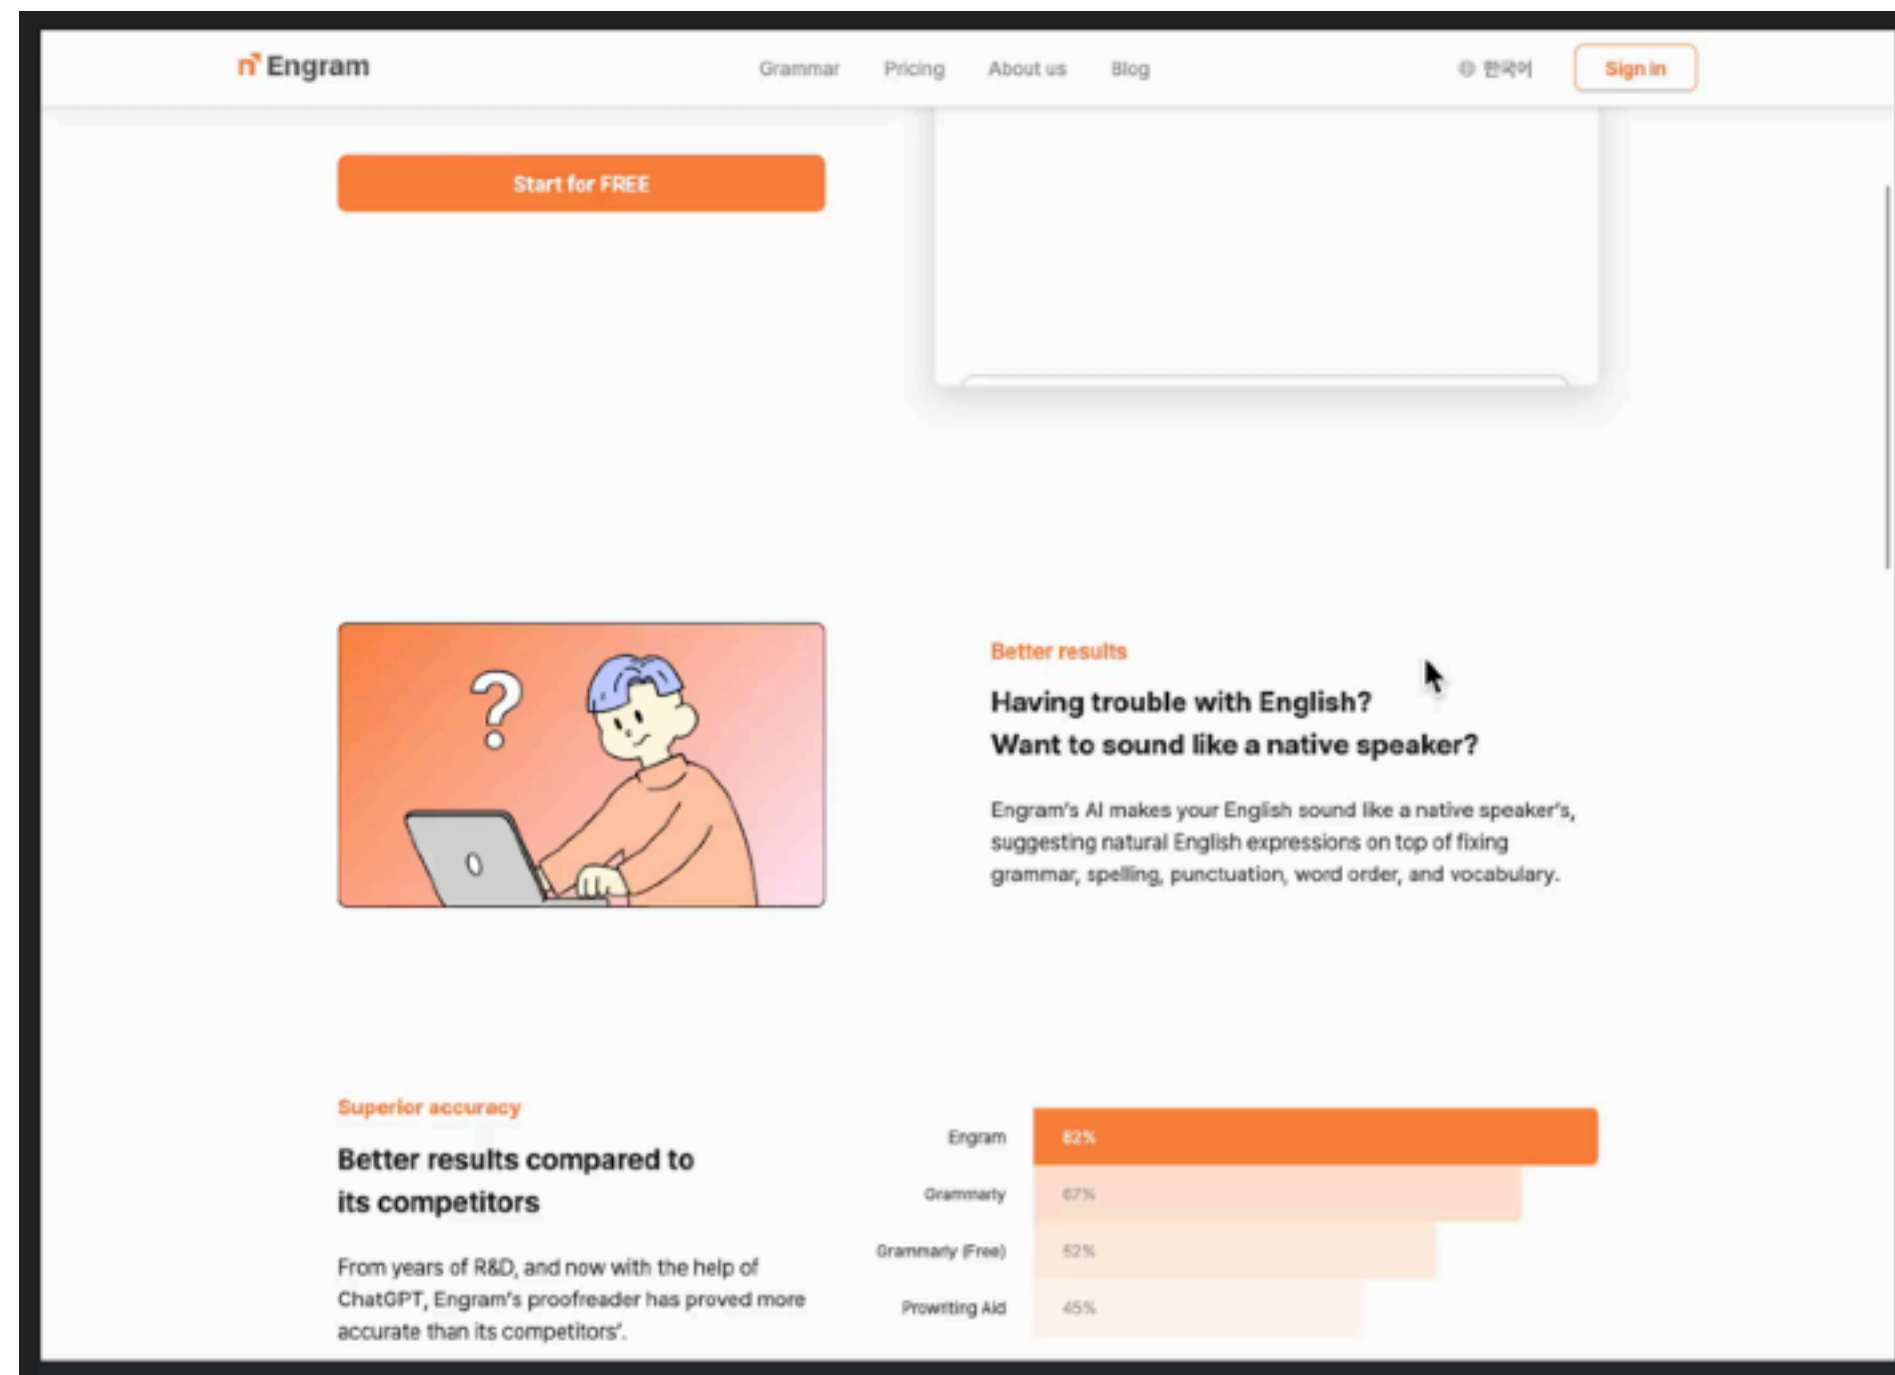 Engram
Grammar
Pricing
About us
Blog
한국어
Sign in
Start for FREE
?
Better results
Having trouble with English?
Want to sound like a native speaker?
Engram's AI makes your English sound like a native speaker's,
suggesting natural English expressions on top of fixing
grammar, spelling, punctuation, word order, and vocabulary.
Superior accuracy
Better results compared to
its competitors
From years of R&D, and now with the help of
ChatGPT, Engram's proofreader has proved more
accurate than its competitors'.
Engram 82%
Grammarly 67%
Grammarly (Free) 52%
Prowriting Aid 45%